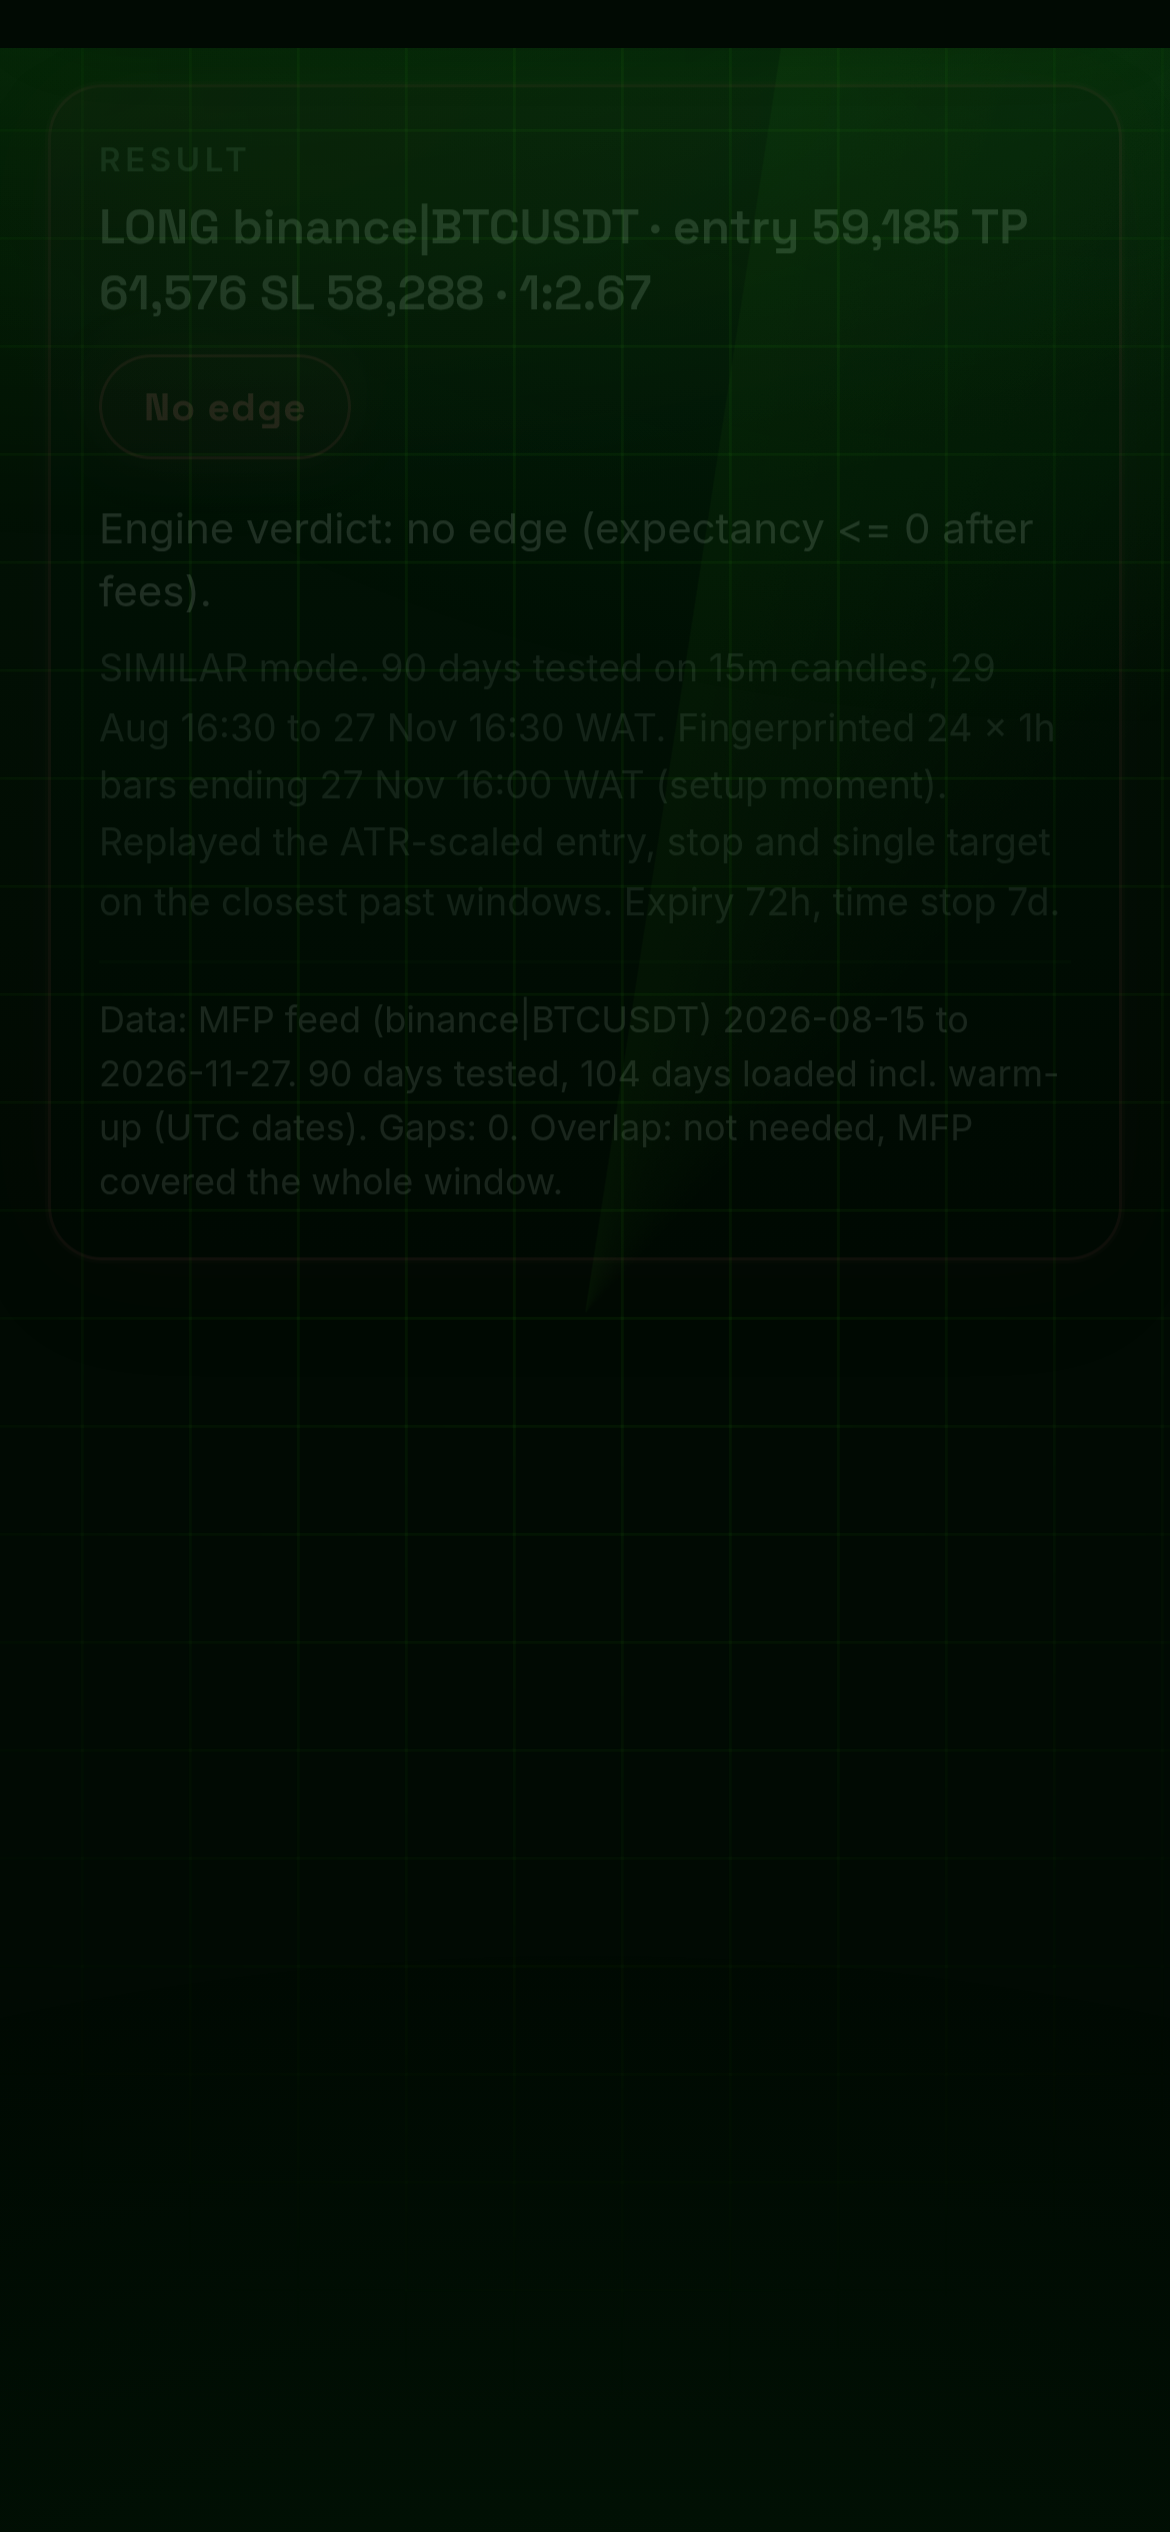 RESULT
LONG binance|BTCUSDT · entry 59,185 TP
61,576 SL 58,288 · 1:2.67
No edge
Engine verdict: no edge (expectancy <= 0 after
fees).
SIMILAR mode. 90 days tested on 15m candles, 29
Aug 16:30 to 27 Nov 16:30 WAT. Fingerprinted 24 × 1h
bars ending 27 Nov 16:00 WAT (setup moment).
Replayed the ATR-scaled entry, stop and single target
on the closest past windows. Expiry 72h, time stop 7d.
Data: MFP feed (binance|BTCUSDT) 2026-08-15 to
2026-11-27. 90 days tested, 104 days loaded incl. warm-
up (UTC dates). Gaps: 0. Overlap: not needed, MFP
covered the whole window.